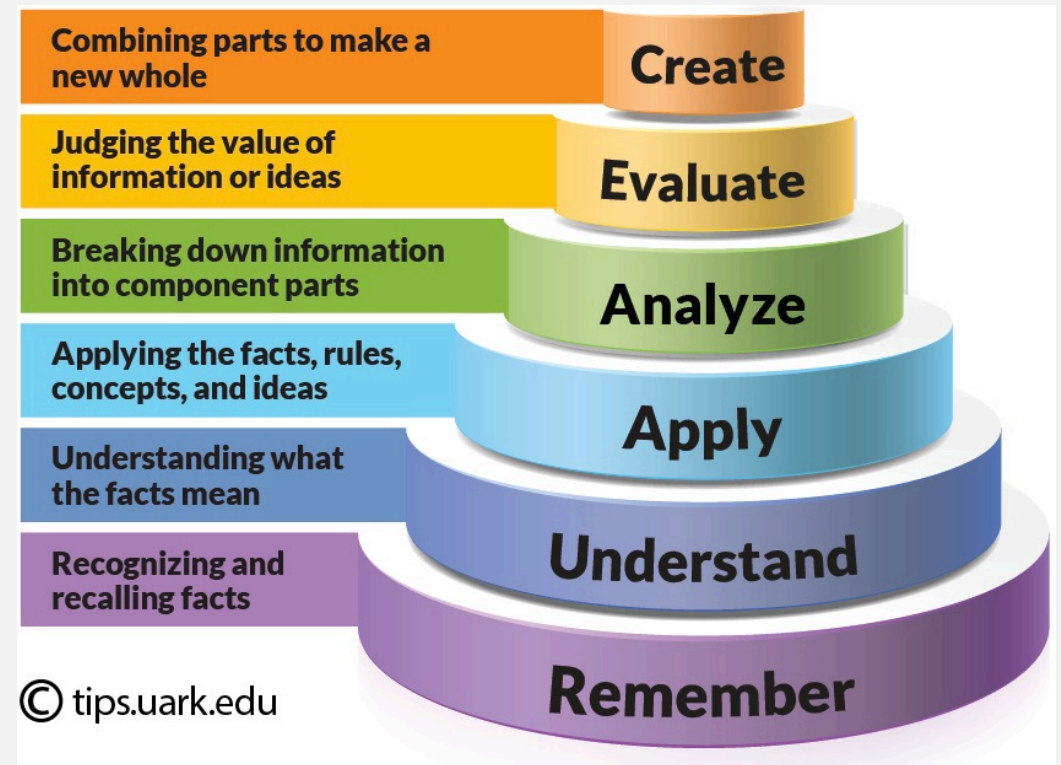 Combining parts to make a
new whole
Create
Judging the value of
information or ideas
Evaluate
Breaking down information
into component parts
Analyze
Applying the facts, rules,
concepts, and ideas
Apply
Understanding what
the facts mean
Understand
Recognizing and
recalling facts
Remember
© tips.uark.edu